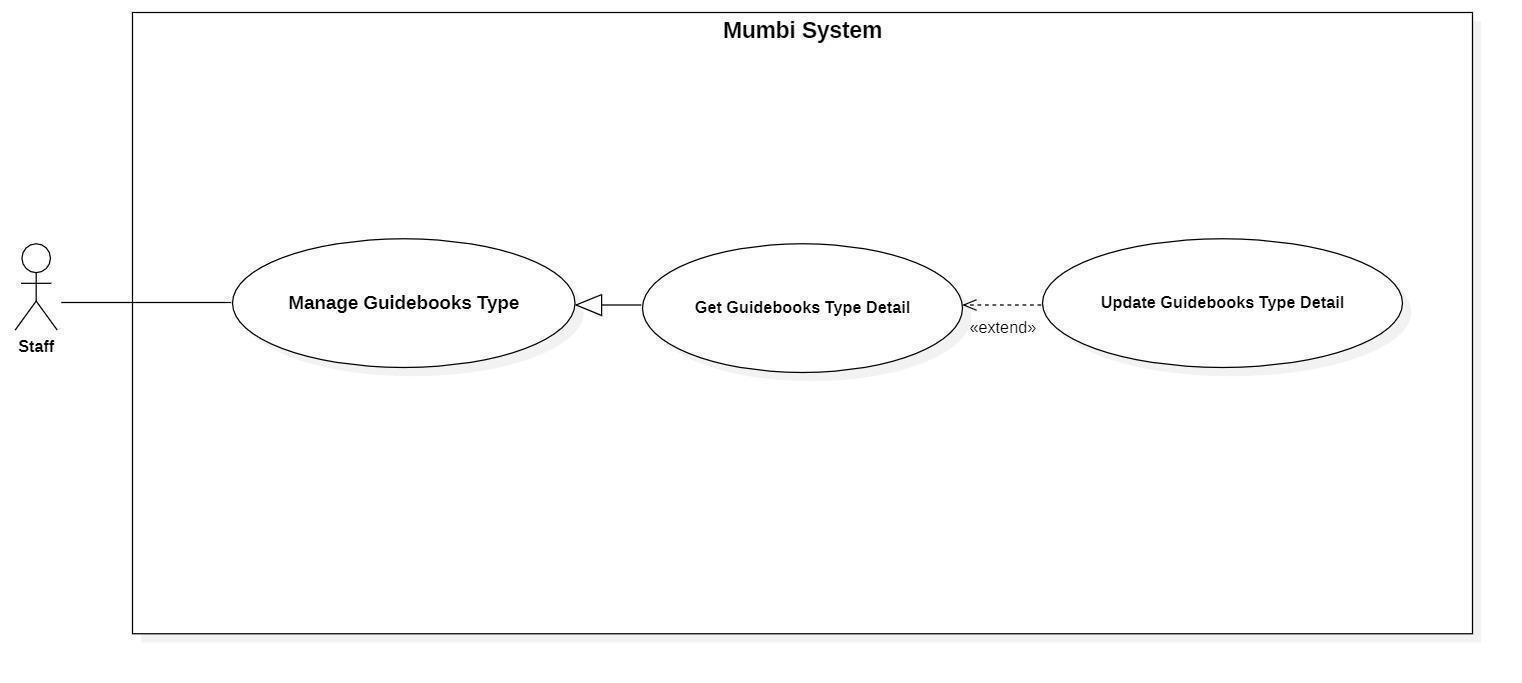 Mumbi System
Staff
Manage Guidebooks Type
Get Guidebooks Type Detail
«extend»
Update Guidebooks Type Detail